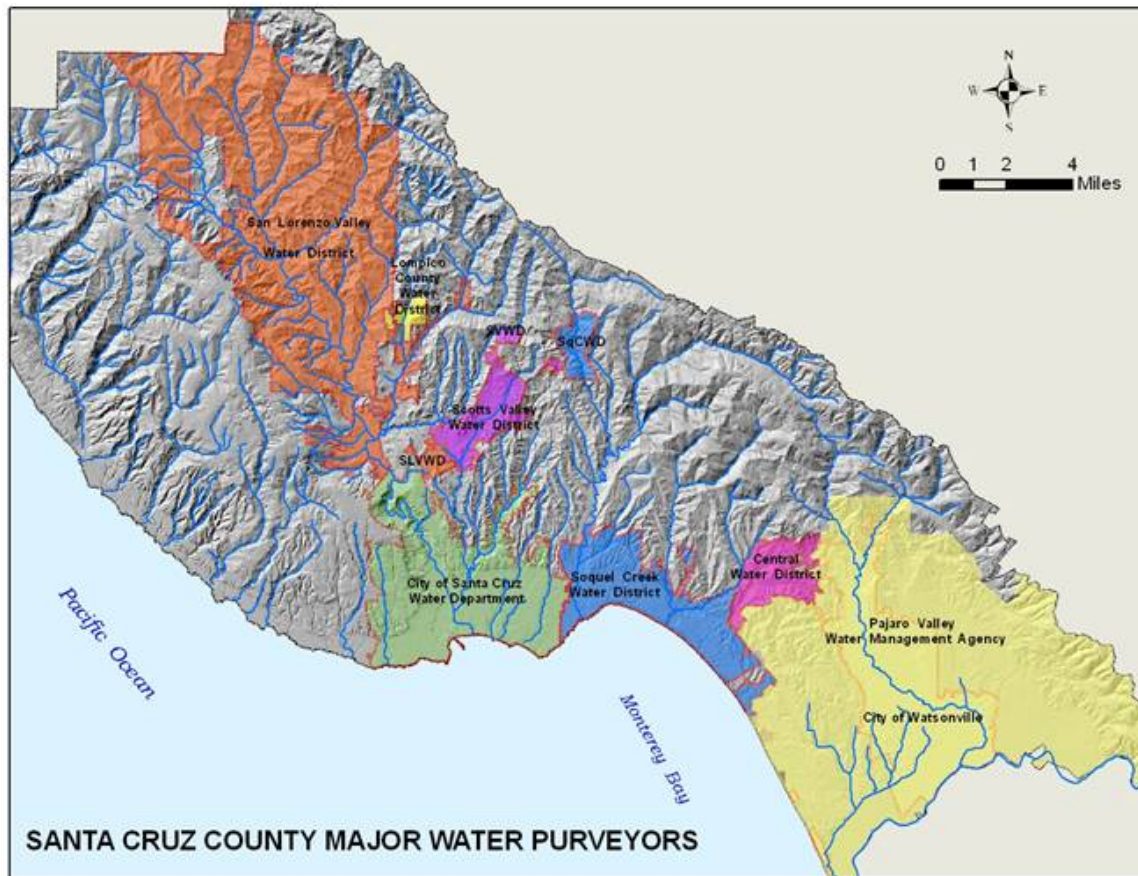 N
W E
S
0 1 2 4
Miles
San Lorenzo Valley
Water District
Lompico
County
Water
District
SVWD
SqCWD
Scotts Valley
Water District
SLVWD
City of Santa Cruz
Water Department
Soquel Creek
Water District
Central
Water District
Pajaro Valley
Water Management Agency
City of Watsonville
Pacific Ocean
Monterey Bay
SANTA CRUZ COUNTY MAJOR WATER PURVEYORS